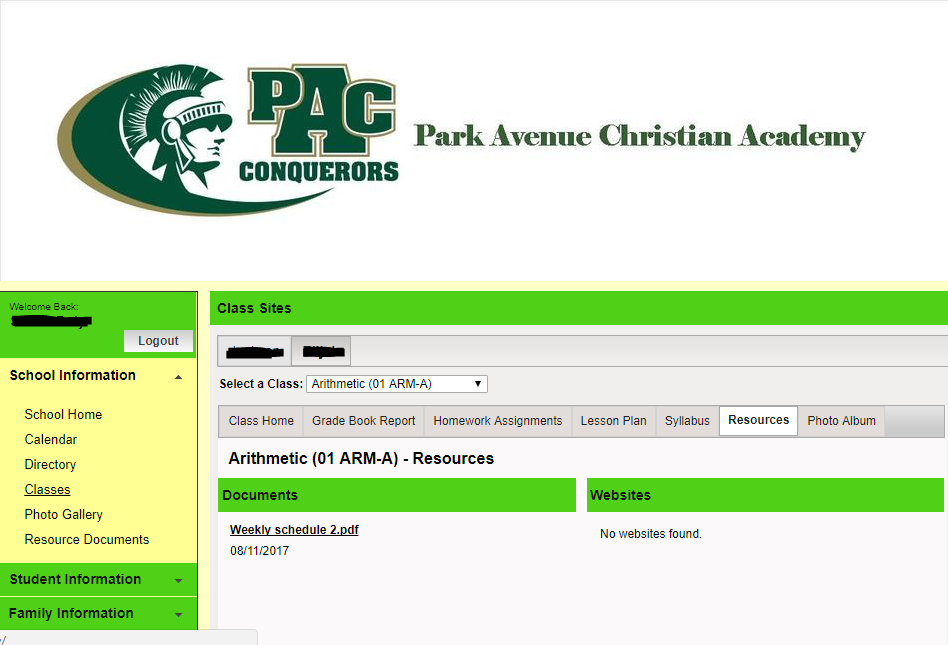 PAC
CONQUERORS
Park Avenue Christian Academy
Welcome Back:
Logout
School Information
School Home
Calendar
Directory
Classes
Photo Gallery
Resource Documents
Student Information
Family Information
Class Sites
Select a Class: Arithmetic (01 ARM-A)
Class Home Grade Book Report Homework Assignments Lesson Plan Syllabus Resources Photo Album
Arithmetic (01 ARM-A) - Resources
Documents
Weekly schedule 2.pdf
08/11/2017
Websites
No websites found.